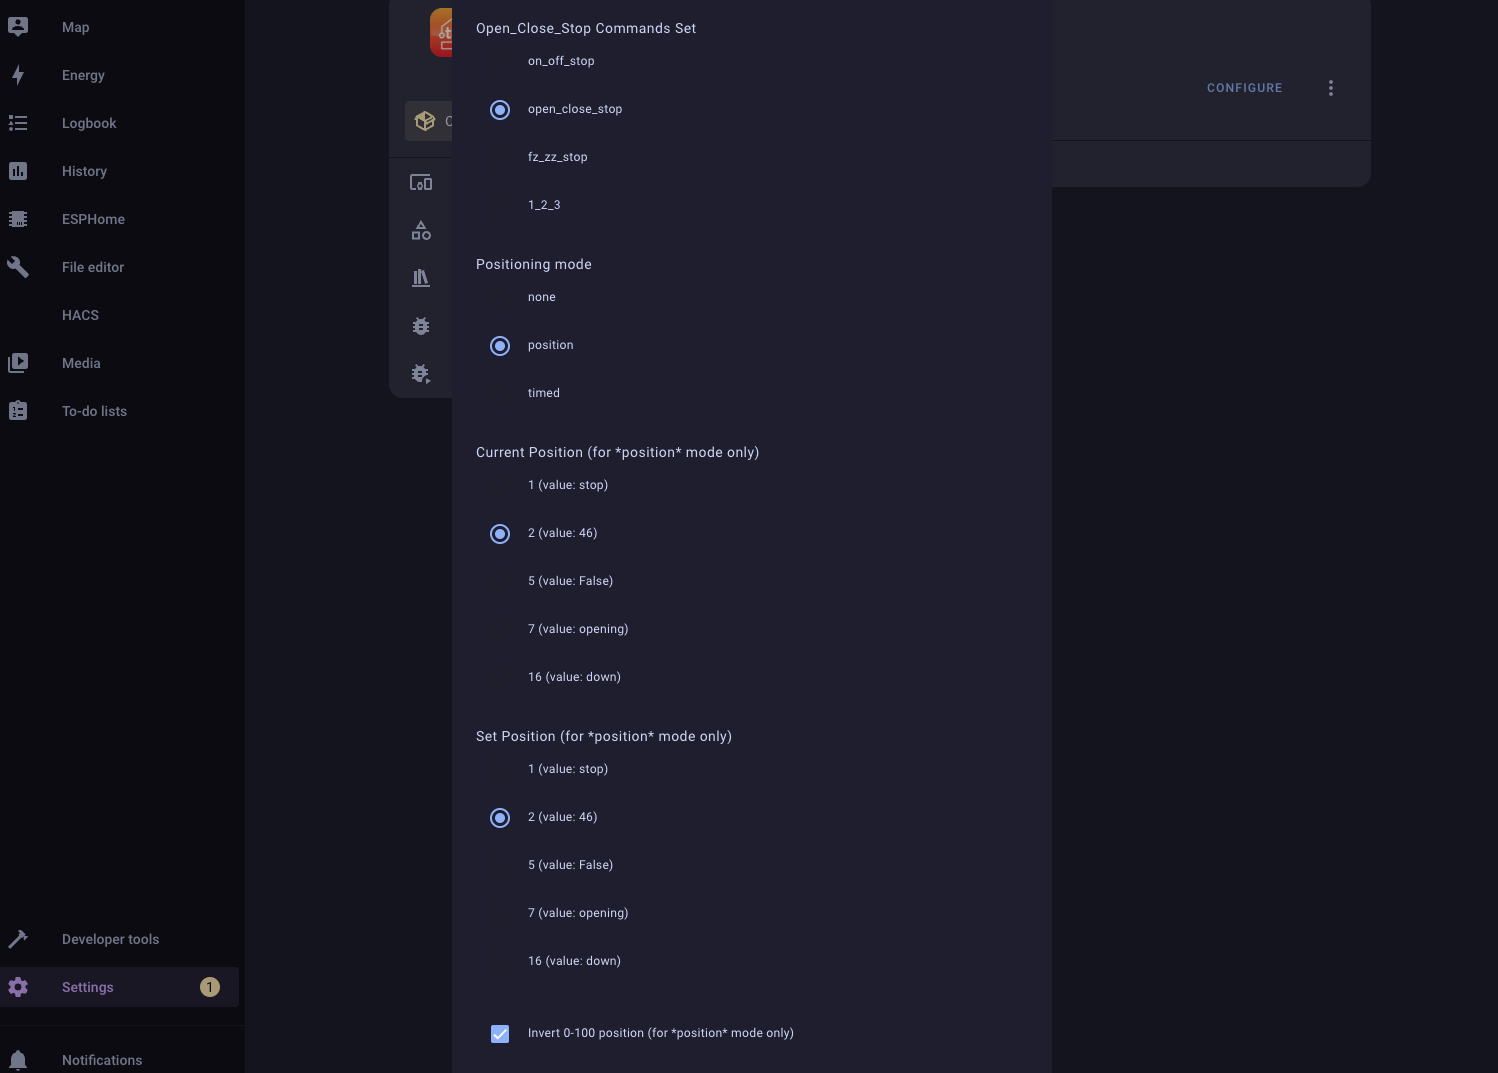 Map
Energy
Logbook
History
ESPHome
File editor
HACS
Media
To-do lists
Developer tools
Settings
1
Notifications
Open_Close_Stop Commands Set
on_off_stop
open_close_stop
fz_zz_stop
1_2_3
Positioning mode
none
position
timed
Current Position (for *position* mode only)
1 (value: stop)
2 (value: 46)
5 (value: False)
7 (value: opening)
16 (value: down)
Set Position (for *position* mode only)
1 (value: stop)
2 (value: 46)
5 (value: False)
7 (value: opening)
16 (value: down)
Invert 0-100 position (for *position* mode only)
CONFIGURE